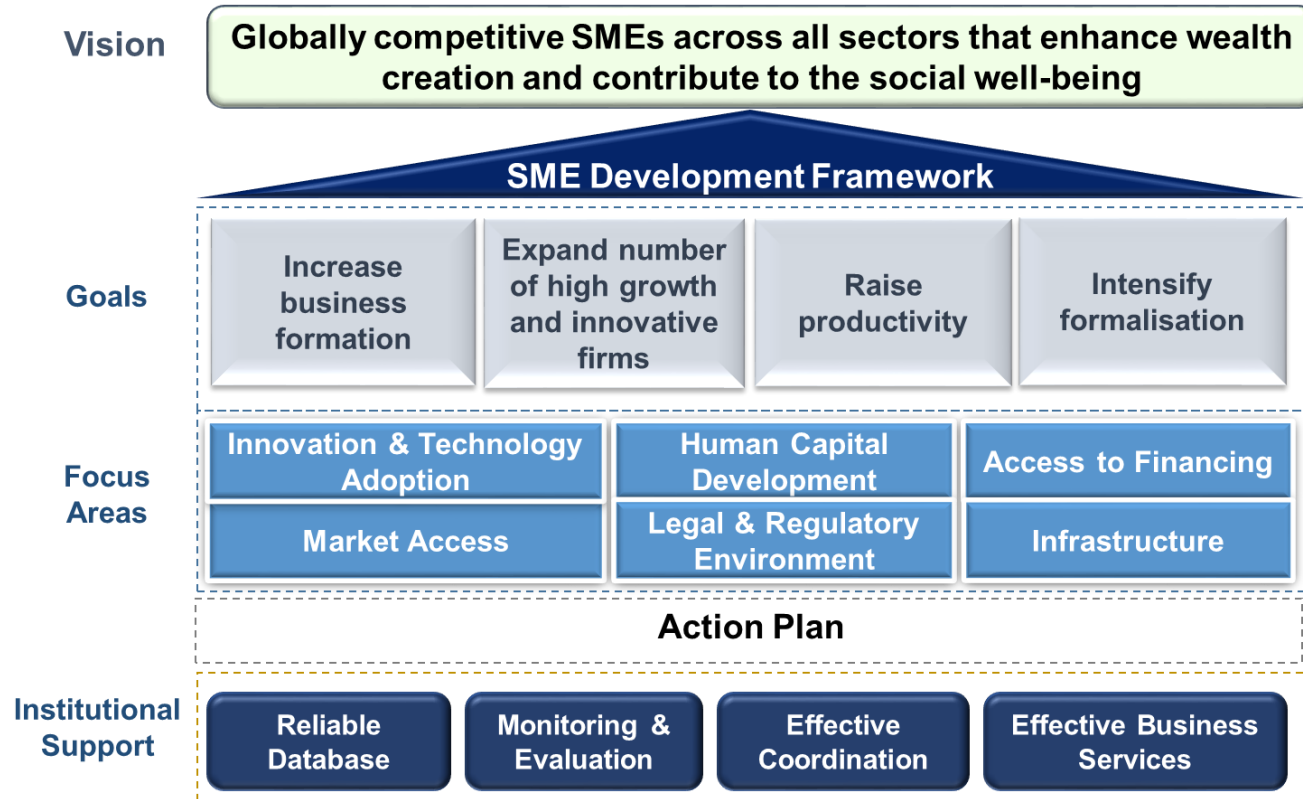 Vision
Globally competitive SMEs across all sectors that enhance wealth
creation and contribute to the social well-being
SME Development Framework
Goals
Increase
business
formation
Expand number
of high growth
and innovative
firms
Raise
productivity
Intensify
formalisation
Focus
Areas
Innovation & Technology
Adoption
Human Capital
Development
Access to Financing
Market Access
Legal & Regulatory
Environment
Infrastructure
Action Plan
Institutional
Support
Reliable
Database
Monitoring &
Evaluation
Effective
Coordination
Effective Business
Services